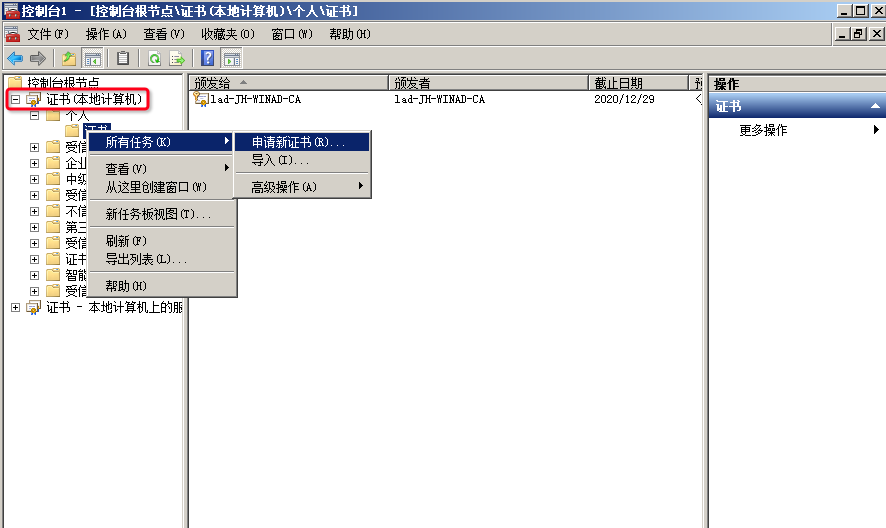 控制台1 - [控制台根节点\证书(本地计算机)\个人\证书]
文件(F) 操作(A) 查看(V) 收藏夹(O) 窗口(W) 帮助(H)
控制台根节点
证书(本地计算机)
个人
证书
受信
企业
中级
受信
不信
第三
受信
证书
智能
受信
证书 - 本地计算机上的服
所有任务(K)
查看(V)
从这里创建窗口(W)
新任务板视图(T)...
刷新(F)
导出列表(L)...
帮助(H)
申请新证书(R)...
导入(I)...
高级操作(A)
颁发给 颁发者 截止日期
lad-JH-WINAD-CA lad-JH-WINAD-CA 2020/12/29
操作
证书
更多操作